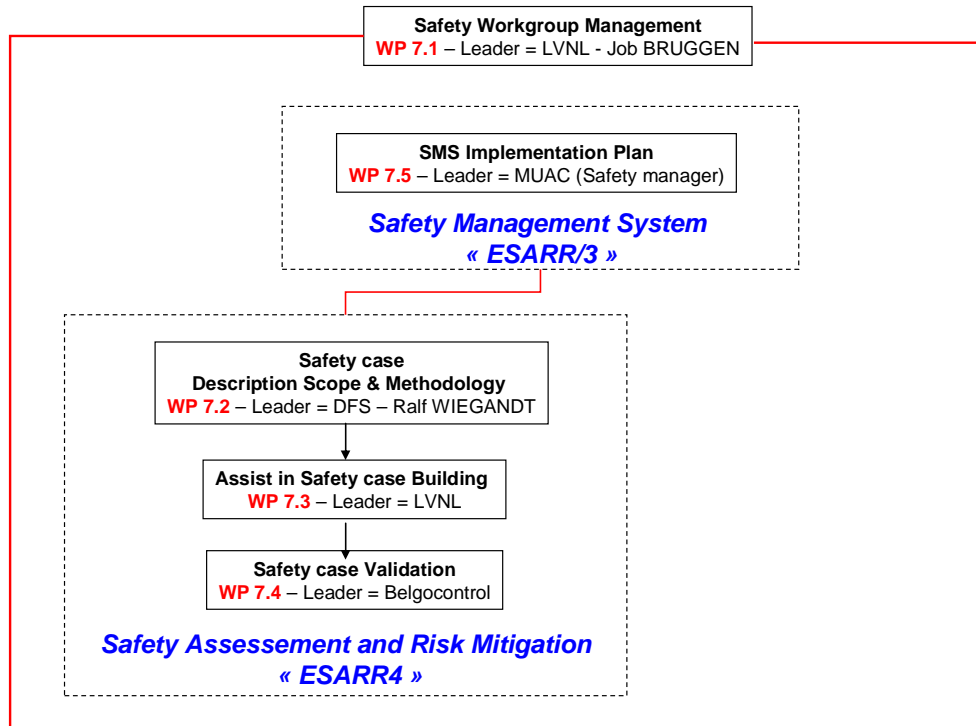 Safety Workgroup Management
WP 7.1 – Leader = LVNL - Job BRUGGEN
SMS Implementation Plan
WP 7.5 – Leader = MUAC (Safety manager)
Safety Management System
« ESARR/3 »
Safety case
Description Scope & Methodology
WP 7.2 – Leader = DFS – Ralf WIEGANDT
Assist in Safety case Building
WP 7.3 – Leader = LVNL
Safety case Validation
WP 7.4 – Leader = Belgocontrol
Safety Assessement and Risk Mitigation
« ESARR4 »